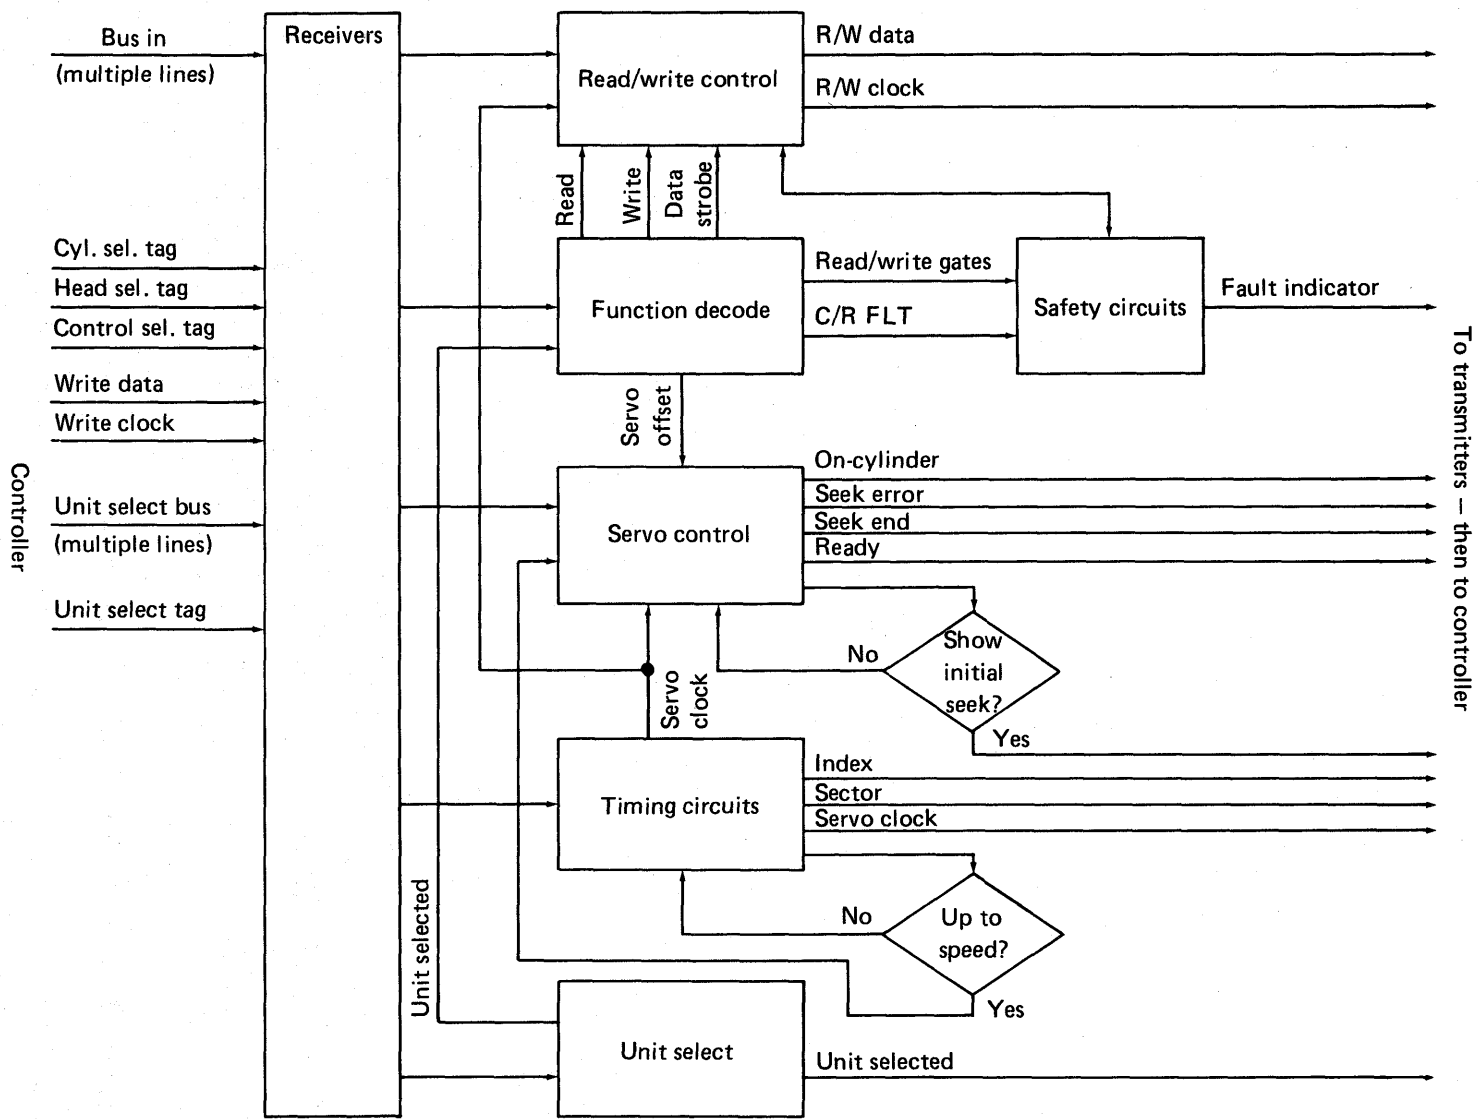 Bus in
(multiple lines)
Receivers
Read/write control
R/W data
R/W clock
Read
Write
Data
strobe
Cyl. sel. tag
Head sel. tag
Control sel. tag
Write data
Write clock
Function decode
Read/write gates
C/R FLT
Safety circuits
Fault indicator
Servo
offset
Controller
Unit select bus
(multiple lines)
Unit select tag
Servo control
On-cylinder
Seek error
Seek end
Ready
To transmitters — then to controller
No
Show
initial
seek?
Yes
Servo
clock
Timing circuits
Index
Sector
Servo clock
No
Up to
speed?
Yes
Unit selected
Unit select
Unit selected